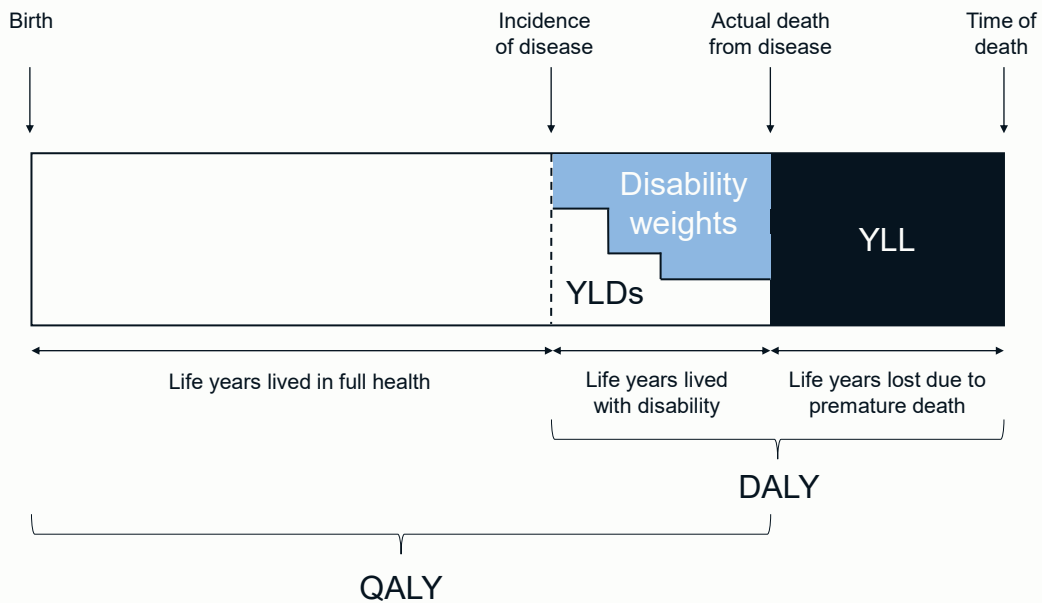 Birth
Incidence
of disease
Actual death
from disease
Time of
death
Disability
weights
YLL
YLDs
Life years lived in full health
Life years lived
with disability
Life years lost due to
premature death
DALY
QALY